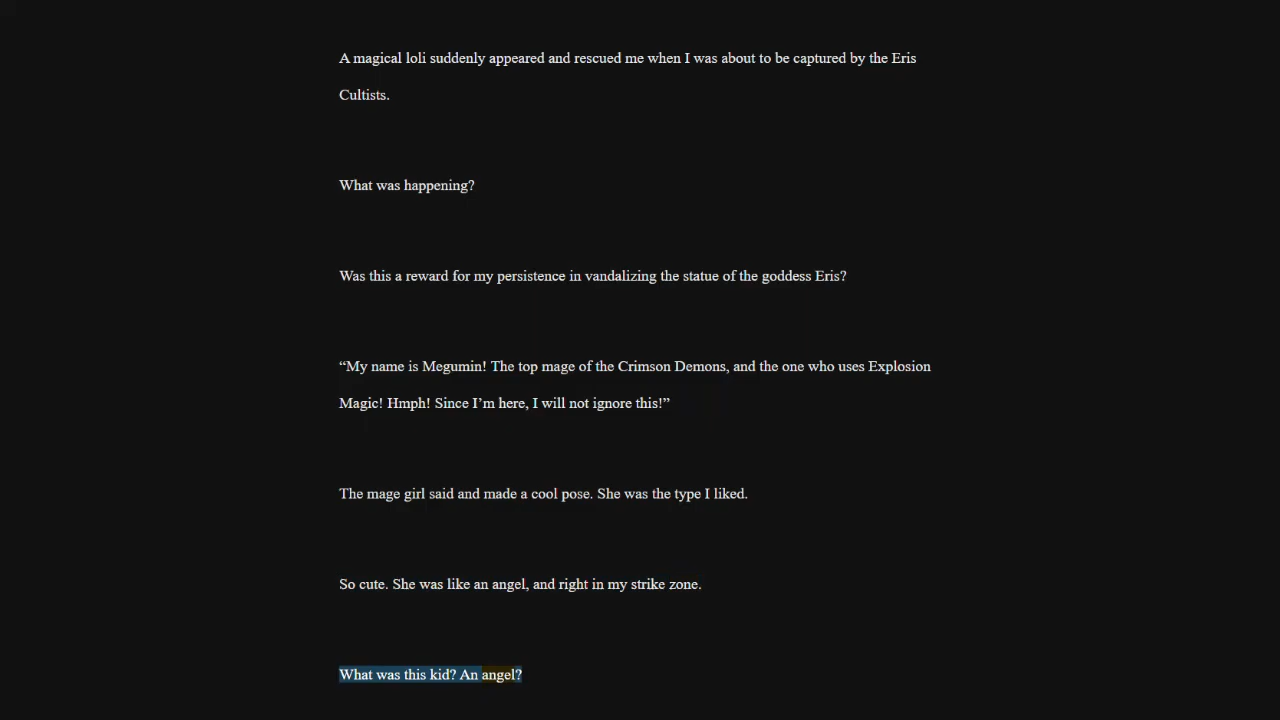 A magical loli suddenly appeared and rescued me when I was about to be captured by the Eris
Cultists.
What was happening?
Was this a reward for my persistence in vandalizing the statue of the goddess Eris?
“My name is Megumin! The top mage of the Crimson Demons, and the one who uses Explosion
Magic! Hmph! Since I’m here, I will not ignore this!”
The mage girl said and made a cool pose. She was the type I liked.
So cute. She was like an angel, and right in my strike zone.
What was this kid? An angel?